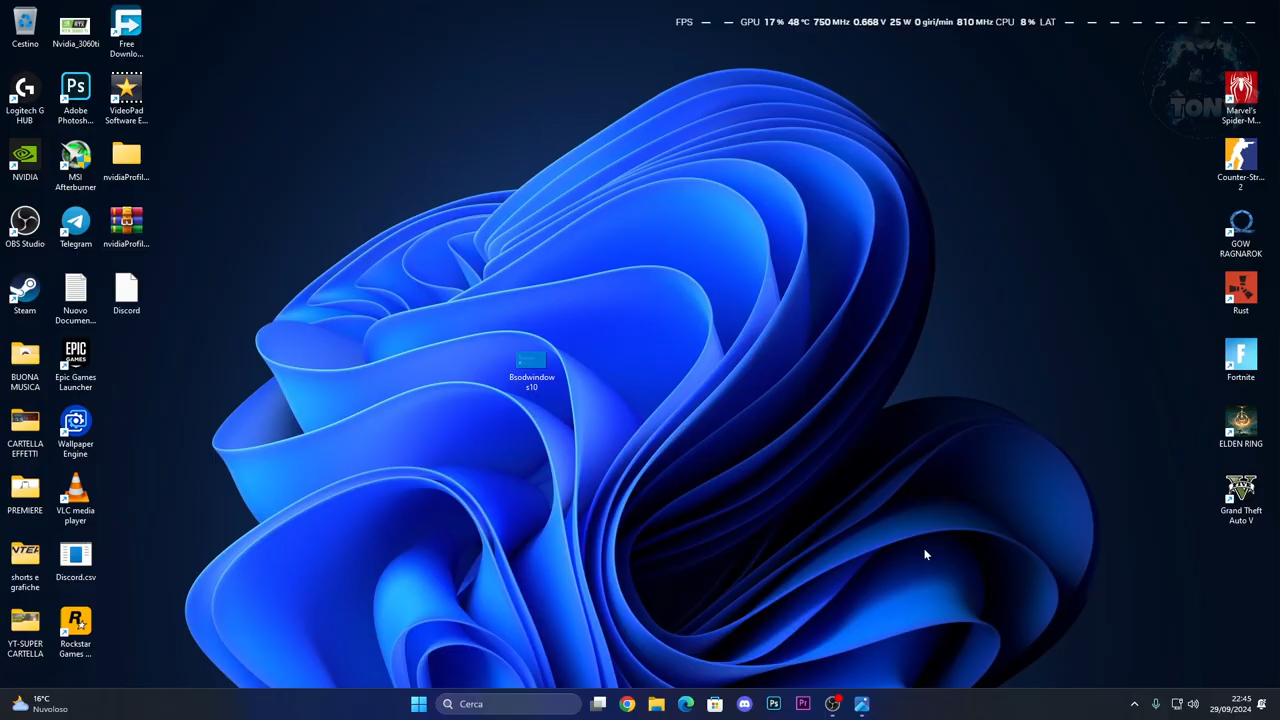 FPS — — GPU 17 % 48 °C 750 MHz 0.668 V 25 W 0 giri/min 810 MHz CPU 8 % LAT — — — — — — — —
Cestino
Nvidia_3060ti
Free
Downlo...
Logitech G
HUB
Adobe
Photosh...
VideoPad
Software E...
NVIDIA
MSI
Afterburner
nvidiaProfil...
OBS Studio
Telegram
nvidiaProfil...
Steam
Nuovo
Documen...
Discord
BUONA
MUSICA
EPIC
GAMES
Epic Games
Launcher
CARTELLA
EFFETTI
Wallpaper
Engine
PREMIERE
VLC media
player
shorts e
grafiche
Discord.csv
YT-SUPER
CARTELLA
Rockstar
Games ...
Bsodwindow
s10
TON
Marvel's
Spider-M...
Counter-Str...
2
GOW
RAGNAROK
Rust
Fortnite
ELDEN RING
Grand Theft
Auto V
16°C
Nuvoloso
Cerca
22:45
29/09/2024